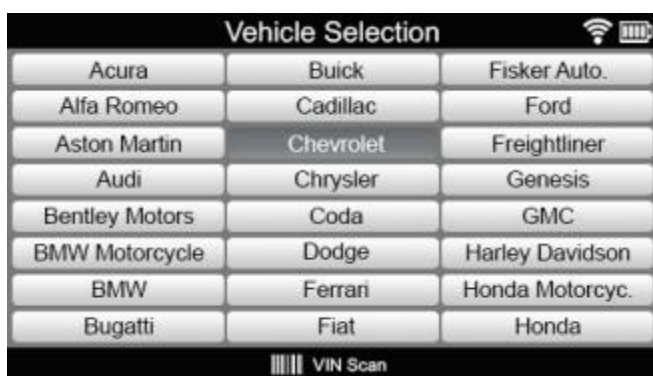 Vehicle Selection
Acura Buick Fisker Auto.
Alfa Romeo Cadillac Ford
Aston Martin Chevrolet Freightliner
Audi Chrysler Genesis
Bentley Motors Coda GMC
BMW Motorcycle Dodge Harley Davidson
BMW Ferrari Honda Motorcyc.
Bugatti Fiat Honda
VIN Scan